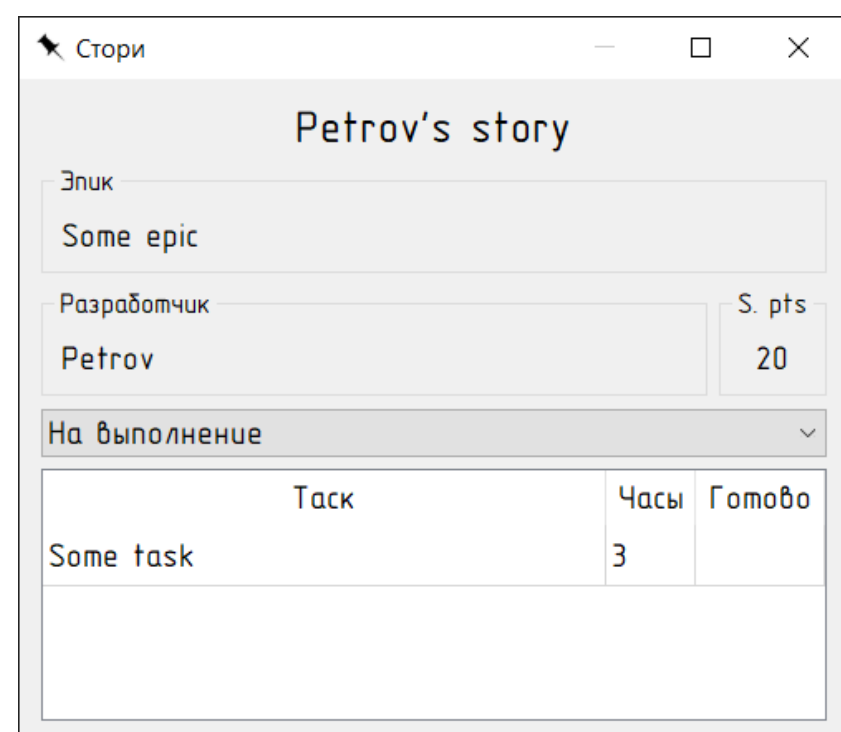 Стори
Petrov's story
Эпик
Some epic
Разработчик S. pts
Petrov 20
На выполнение
Таск Часы Готово
Some task 3